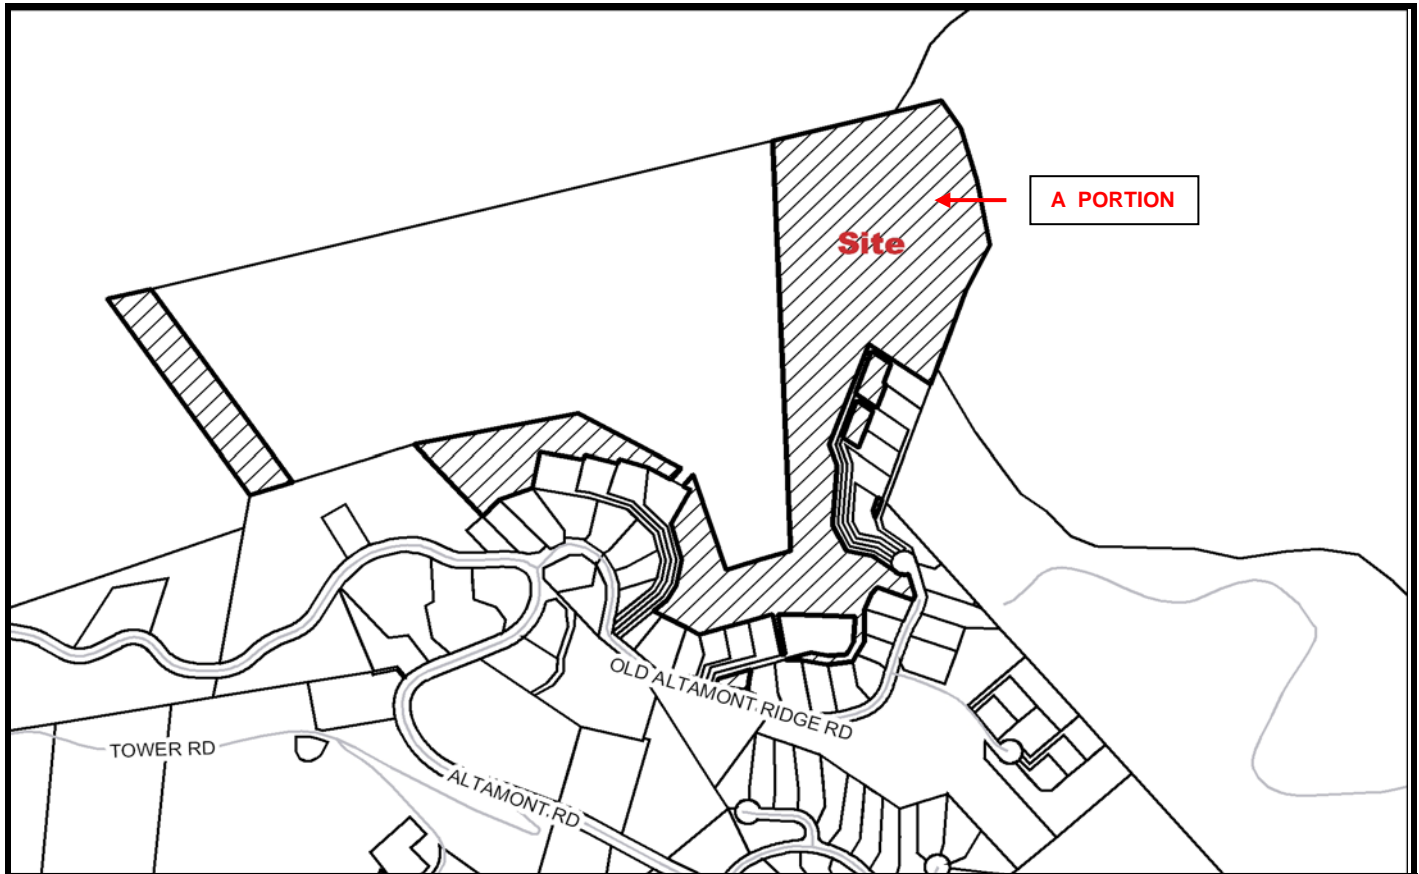 A PORTION
Site
OLD ALTAMONT RIDGE RD
TOWER RD
ALTAMONT RD